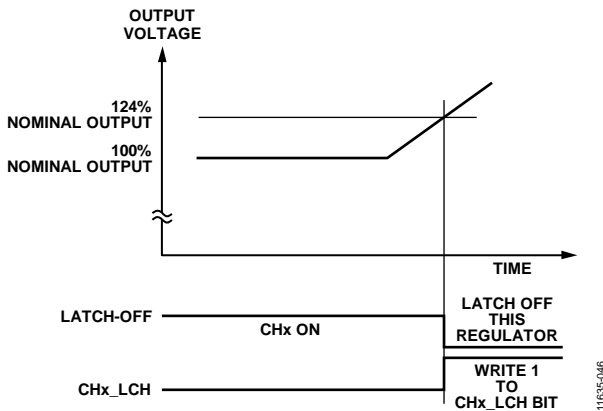 OUTPUT
VOLTAGE
124%
NOMINAL OUTPUT
100%
NOMINAL OUTPUT
TIME
LATCH-OFF
CHx ON
LATCH OFF
THIS
REGULATOR
CHx_LCH
WRITE 1
TO
CHx_LCH BIT
11635-046